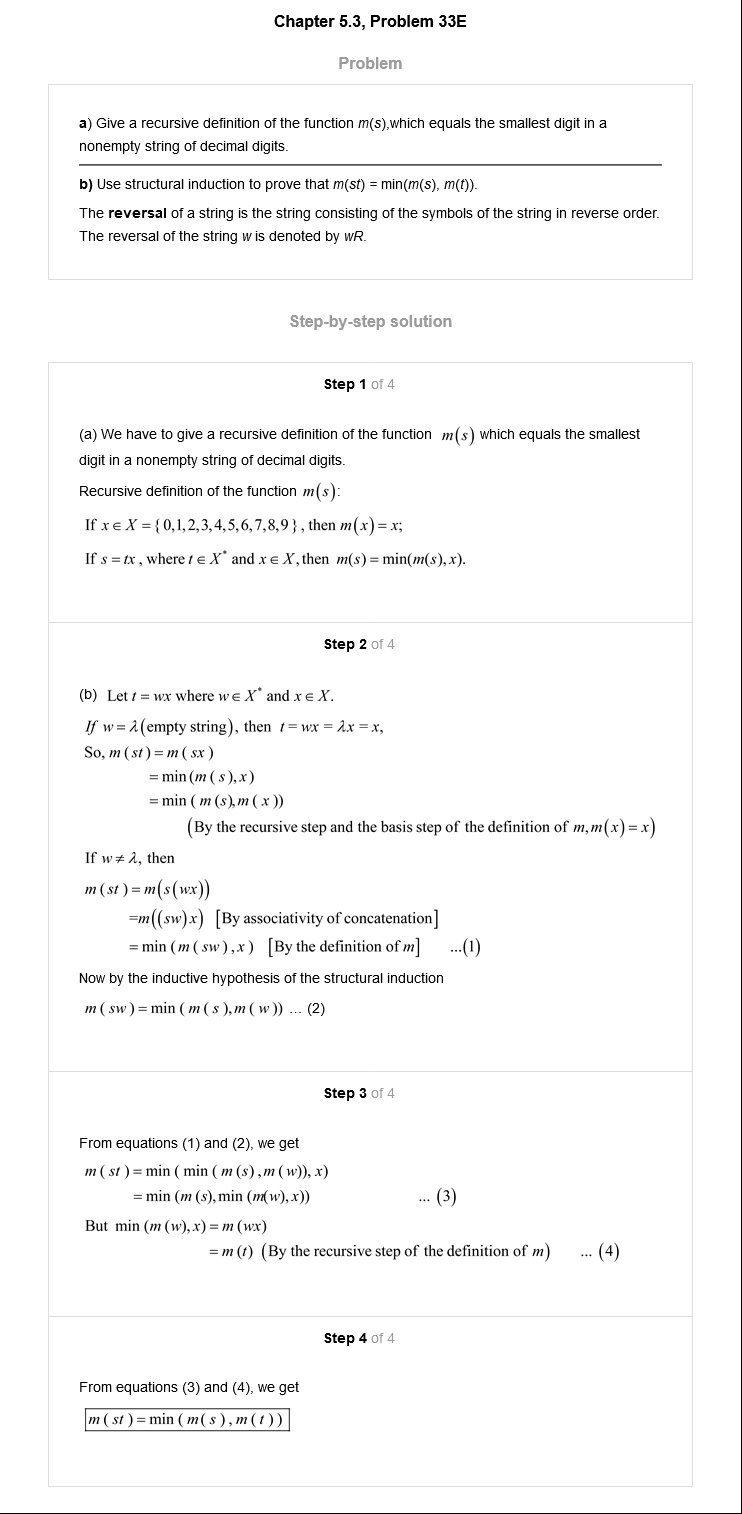 Chapter 5.3, Problem 33E
Problem
a) Give a recursive definition of the function m(s),which equals the smallest digit in a
nonempty string of decimal digits.
b) Use structural induction to prove that m(st) = min(m(s), m(t)).
The reversal of a string is the string consisting of the symbols of the string in reverse order.
The reversal of the string w is denoted by wR.
Step-by-step solution
Step 1 of 4
(a) We have to give a recursive definition of the function m(s) which equals the smallest
digit in a nonempty string of decimal digits.
Recursive definition of the function m(s):
If x ∈ X = {0,1,2,3,4,5,6,7,8,9}, then m(x) = x;
If s = tx, where t ∈ X* and x ∈ X, then m(s) = min(m(s), x).
Step 2 of 4
(b) Let t = wx where w ∈ X* and x ∈ X.
If w = λ(empty string), then t = wx = λx = x,
So, m(st) = m(sx)
= min(m(s), x)
= min(m(s), m(x))
(By the recursive step and the basis step of the definition of m, m(x) = x)
If w ≠ λ, then
m(st) = m(s(wx))
=m((sw)x) [By associativity of concatenation]
= min(m(sw), x) [By the definition of m] ...(1)
Now by the inductive hypothesis of the structural induction
m(sw) = min(m(s), m(w)) ... (2)
Step 3 of 4
From equations (1) and (2), we get
m(st) = min(min(m(s), m(w)), x)
= min(m(s), min(m(w), x)) ... (3)
But min(m(w), x) = m(wx)
= m(t) (By the recursive step of the definition of m) ... (4)
Step 4 of 4
From equations (3) and (4), we get
m(st) = min(m(s), m(t))